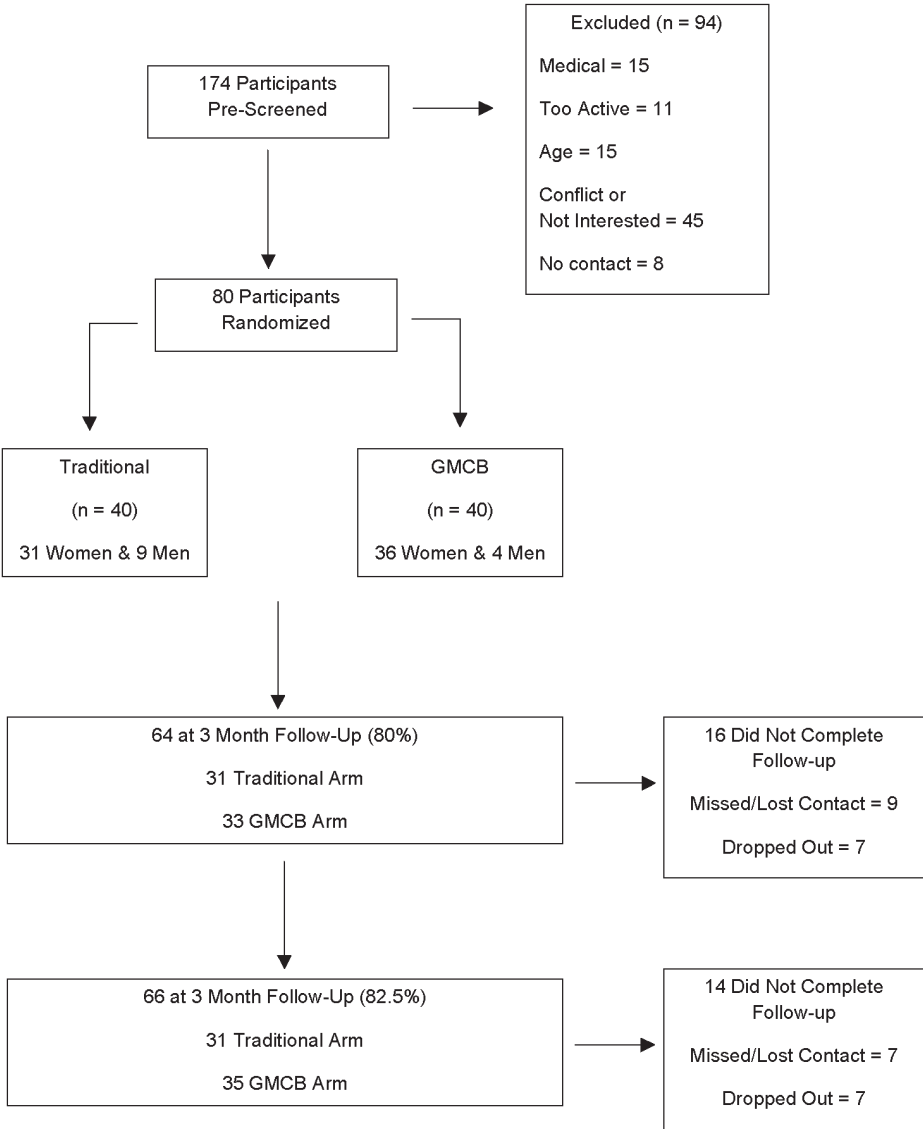 174 Participants
Pre-Screened
Excluded (n = 94)
Medical = 15
Too Active = 11
Age = 15
Conflict or
Not Interested = 45
No contact = 8
80 Participants
Randomized
Traditional
(n = 40)
31 Women & 9 Men
GMCB
(n = 40)
36 Women & 4 Men
64 at 3 Month Follow-Up (80%)
31 Traditional Arm
33 GMCB Arm
16 Did Not Complete
Follow-up
Missed/Lost Contact = 9
Dropped Out = 7
66 at 3 Month Follow-Up (82.5%)
31 Traditional Arm
35 GMCB Arm
14 Did Not Complete
Follow-up
Missed/Lost Contact = 7
Dropped Out = 7